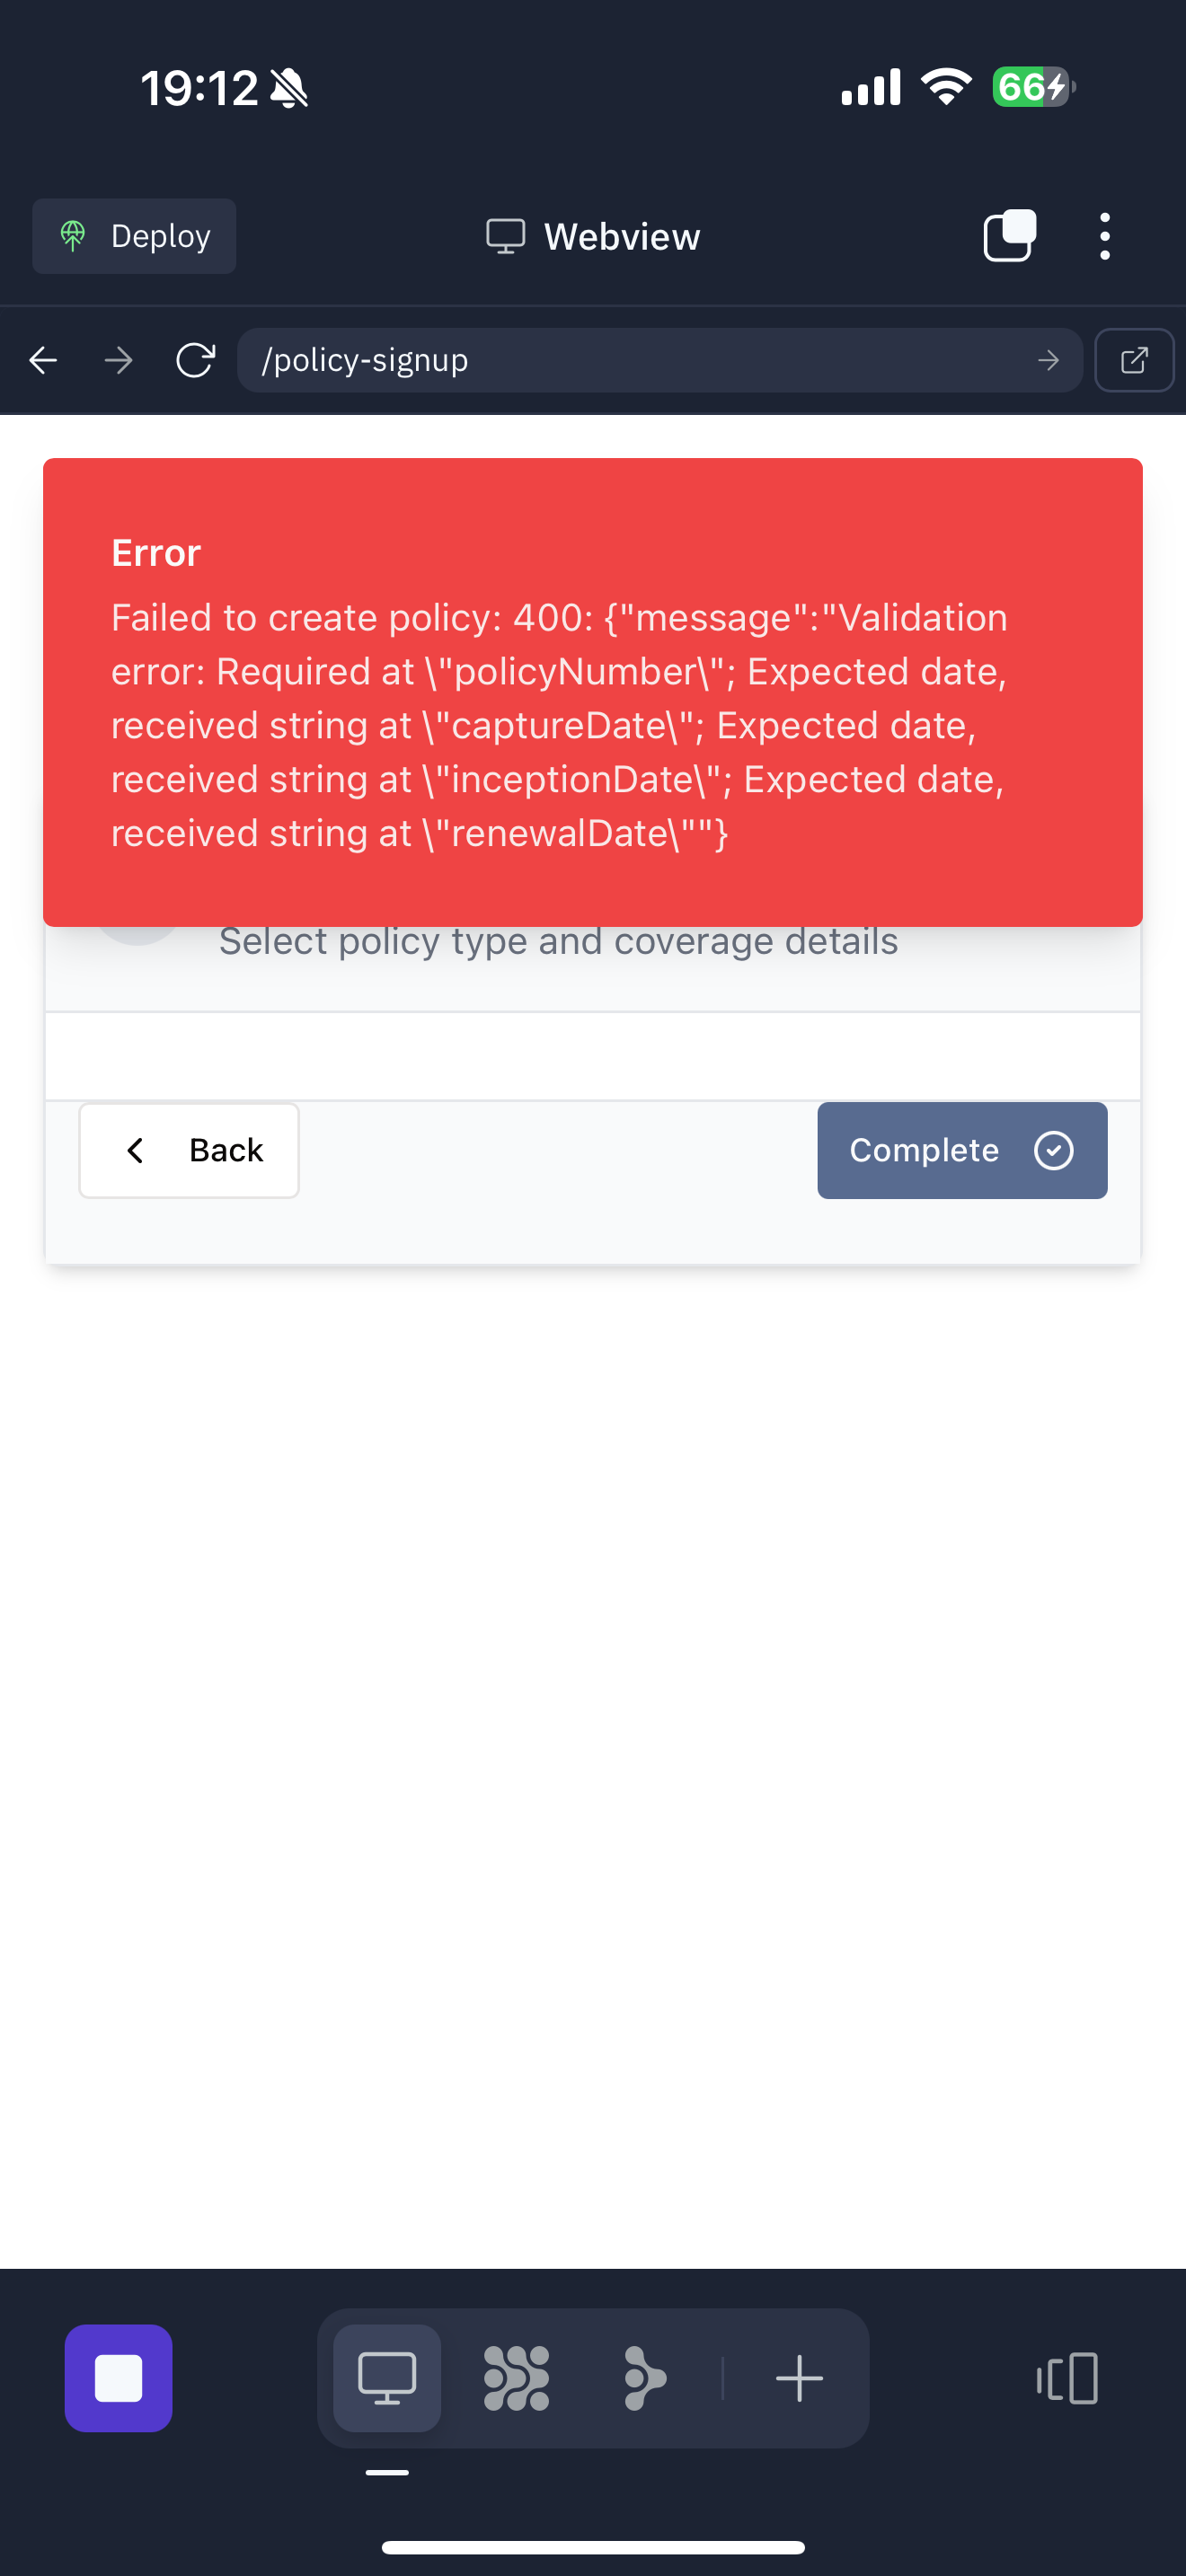 19:12
66
Deploy
Webview
/policy-signup
Error
Failed to create policy: 400: {"message":"Validation
error: Required at \"policyNumber\"; Expected date,
received string at \"captureDate\"; Expected date,
received string at \"inceptionDate\"; Expected date,
received string at \"renewalDate\""}
Select policy type and coverage details
Back
Complete